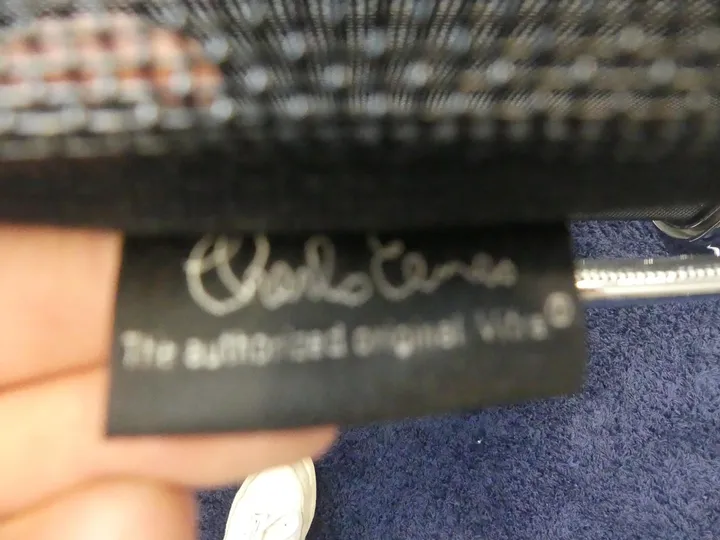 Charles Eames
The authorized original Vitra®